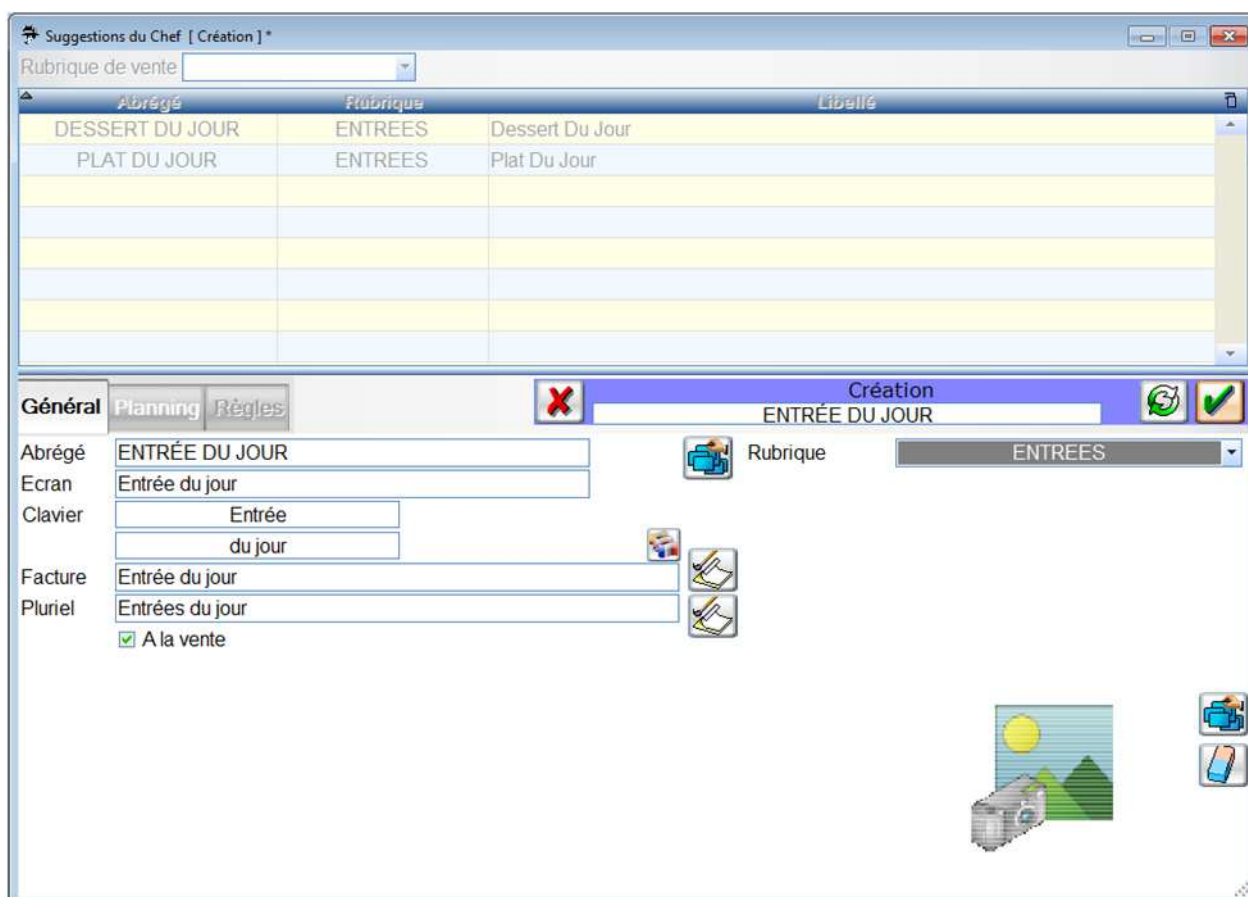 Suggestions du Chef [ Création ] *
Rubrique de vente
Abrégé Rubrique Libellé
DESSERT DU JOUR ENTREES Dessert Du Jour
PLAT DU JOUR ENTREES Plat Du Jour
Général Planning Règles
Création
ENTRÉE DU JOUR
Abrégé ENTRÉE DU JOUR Rubrique ENTREES
Ecran Entrée du jour
Clavier Entrée
du jour
Facture Entrée du jour
Pluriel Entrées du jour
A la vente